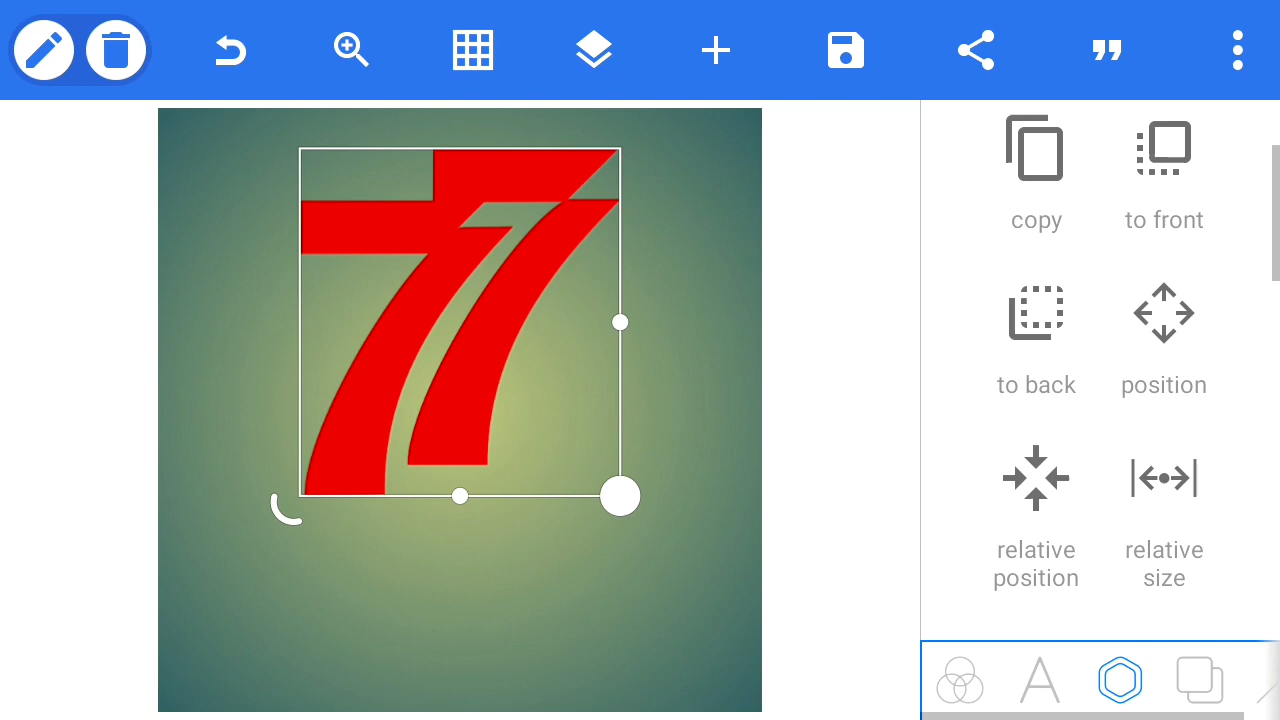 77
copy
to front
to back
position
relative
position
relative
size